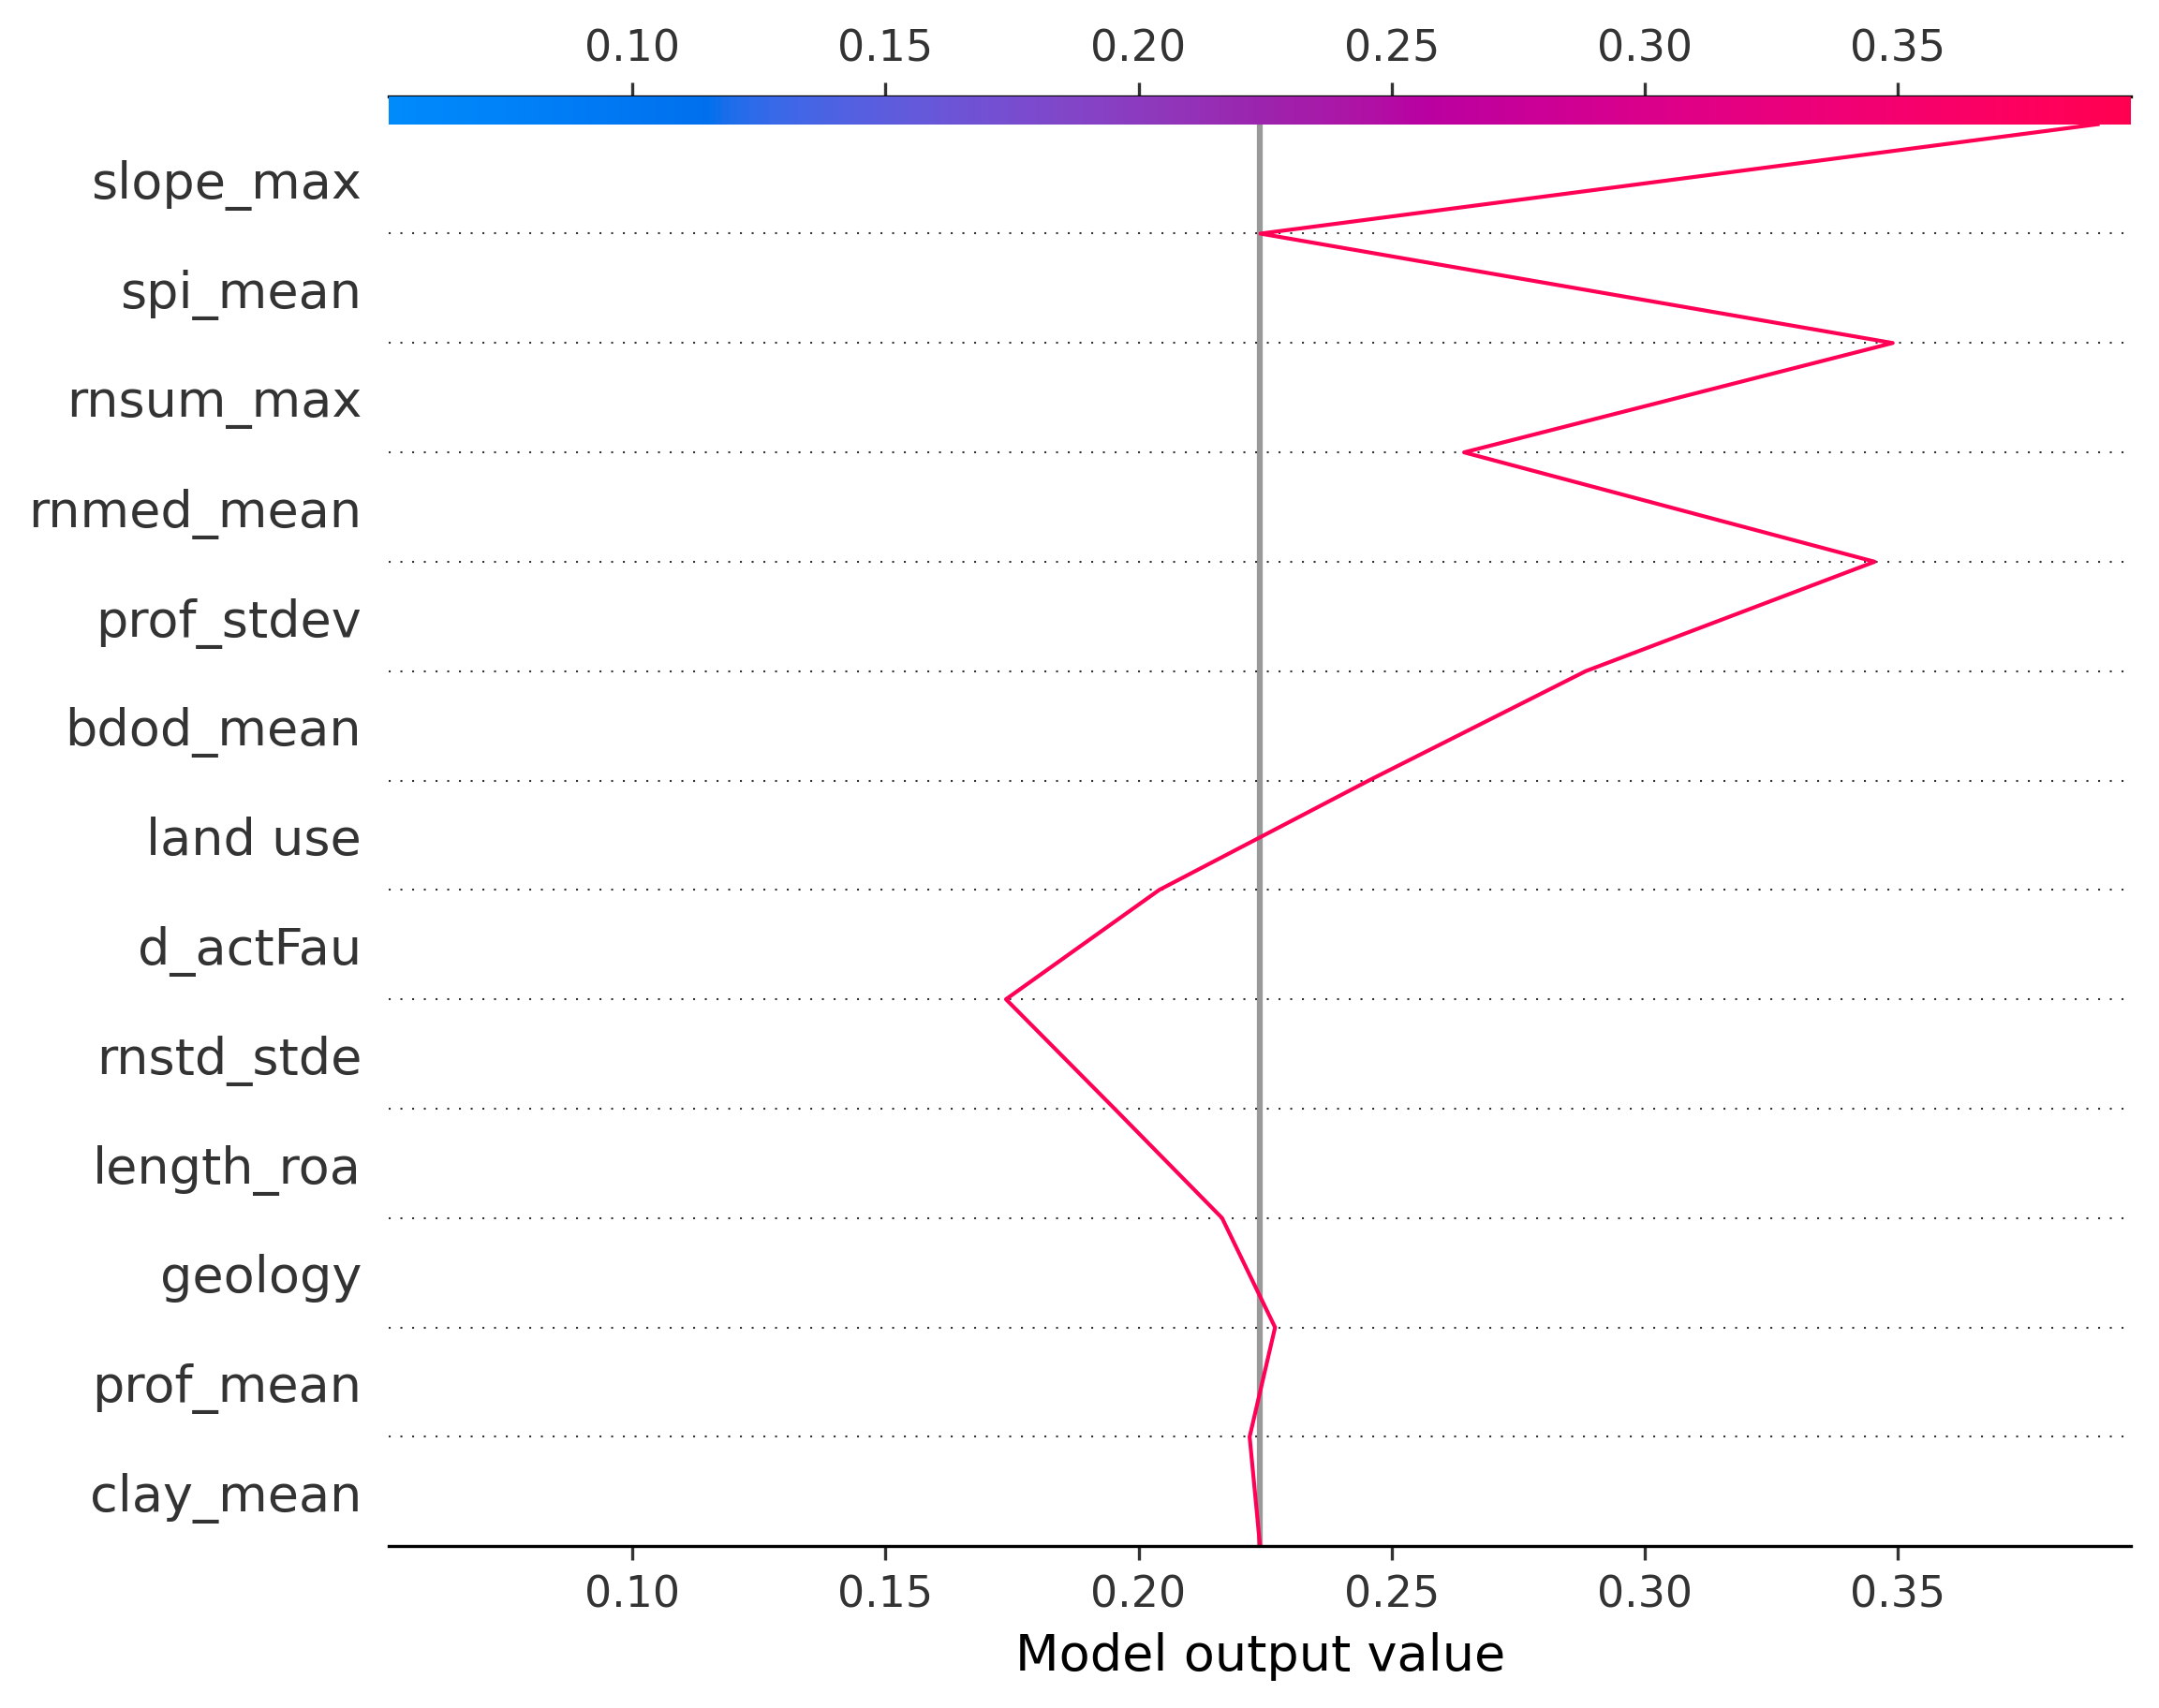 0.10 0.15 0.20 0.25 0.30 0.35
slope_max
spi_mean
rnsum_max
rnmed_mean
prof_stdev
bdod_mean
land use
d_actFau
rnstd_stde
length_roa
geology
prof_mean
clay_mean
0.10 0.15 0.20 0.25 0.30 0.35
Model output value